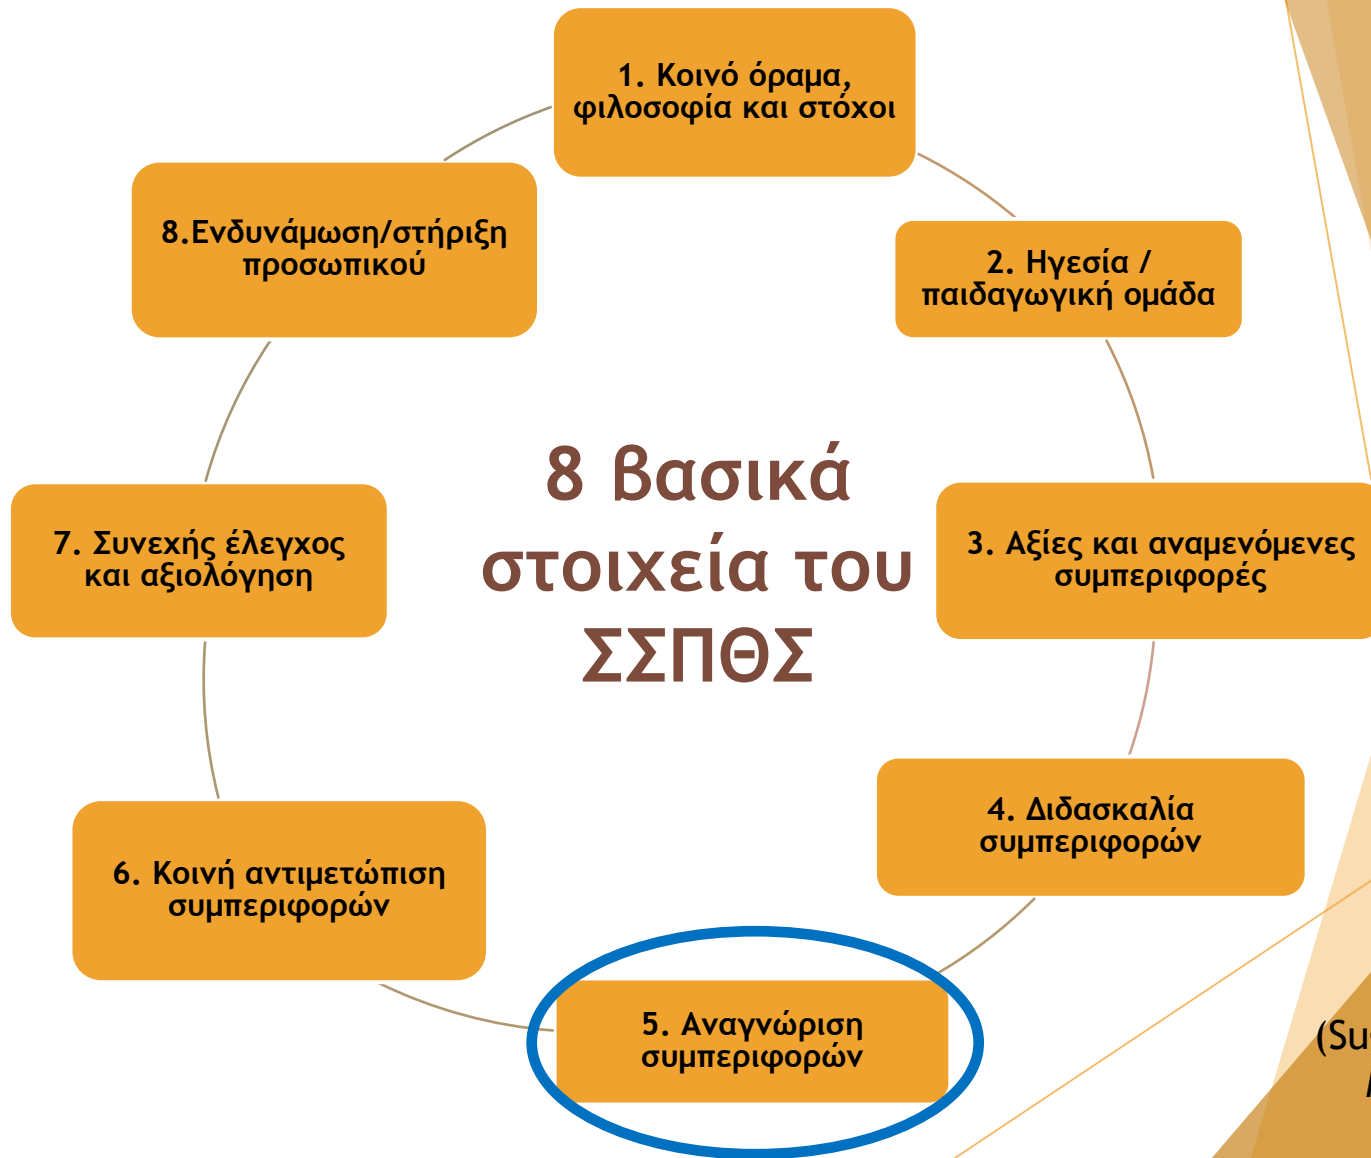 1. Κοινό όραμα,
φιλοσοφία και στόχοι
2. Ηγεσία /
παιδαγωγική ομάδα
3. Αξίες και αναμενόμενες
συμπεριφορές
4. Διδασκαλία
συμπεριφορών
5. Αναγνώριση
συμπεριφορών
6. Κοινή αντιμετώπιση
συμπεριφορών
7. Συνεχής έλεγχος
και αξιολόγηση
8.Ενδυνάμωση/στήριξη
προσωπικού
8 βασικά
στοιχεία του
ΣΣΠΘΣ